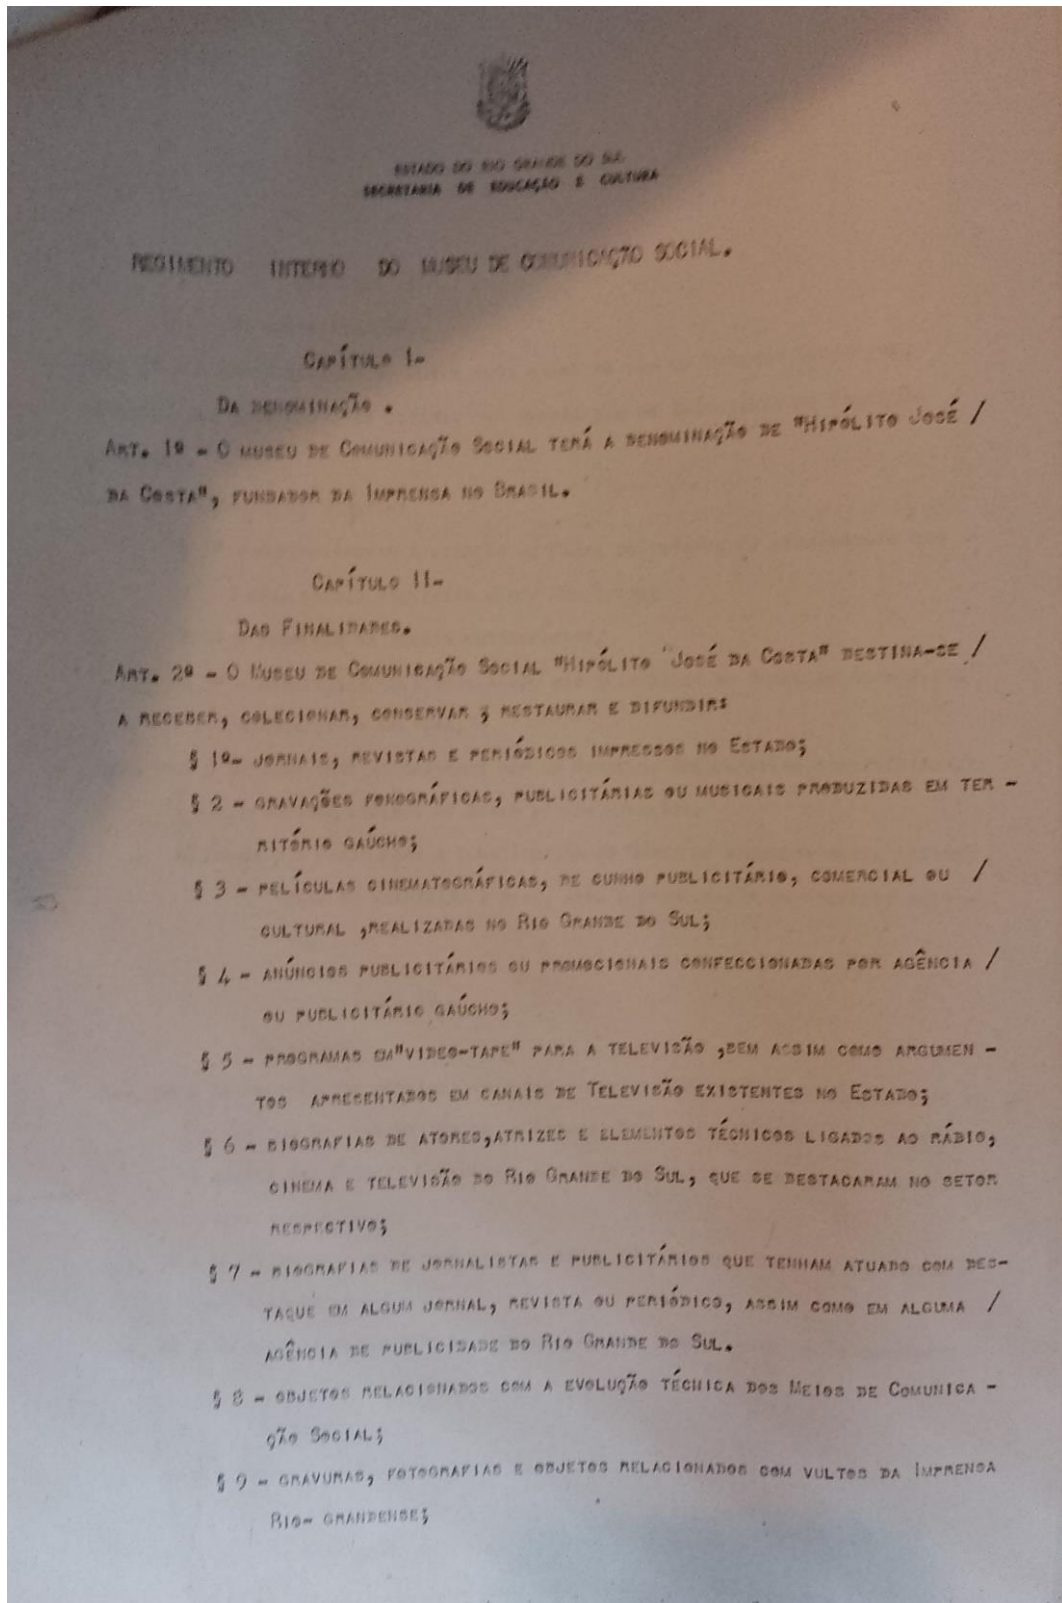 ESTADO DO RIO GRANDE DO SUL
SECRETARIA DE EDUCAÇÃO E CULTURA
REGIMENTO INTERNO DO MUSEU DE COMUNICAÇÃO SOCIAL.
CAPÍTULO I-
DA DENOMINAÇÃO .
ART. 1º - O MUSEU DE COMUNICAÇÃO SOCIAL TERÁ A DENOMINAÇÃO DE "HIPÓLITO JOSÉ /
DA COSTA", FUNDADOR DA IMPRENSA NO BRASIL.
CAPÍTULO II-
DAS FINALIDADES.
ART. 2º - O MUSEU DE COMUNICAÇÃO SOCIAL "HIPÓLITO JOSÉ DA COSTA" DESTINA-SE /
A RECEBER, COLECIONAR, CONSERVAR ; RESTAURAR E DIFUNDIR:
§ 1º- JORNAIS, REVISTAS E PERIÓDICOS IMPRESSOS NO ESTADO;
§ 2 - GRAVAÇÕES FONOGRÁFICAS, PUBLICITÁRIAS OU MUSICAIS PRODUZIDAS EM TER -
RITÓRIO GAÚCHO;
§ 3 - PELÍCULAS CINEMATOGRÁFICAS, DE CUNHO PUBLICITÁRIO, COMERCIAL OU /
CULTURAL ,REALIZADAS NO RIO GRANDE DO SUL;
§ 4 - ANÚNCIOS PUBLICITÁRIOS OU PROMOCIONAIS CONFECCIONADAS POR AGÊNCIA /
OU PUBLICITÁRIO GAÚCHO;
§ 5 - PROGRAMAS EM"VIDEO-TAPE" PARA A TELEVISÃO ,BEM ASSIM COMO ARGUMEN -
TOS APRESENTADOS EM CANAIS DE TELEVISÃO EXISTENTES NO ESTADO;
§ 6 - BIOGRAFIAS DE ATORES,ATRIZES E ELEMENTOS TÉCNICOS LIGADOS AO RÁDIO,
CINEMA E TELEVISÃO DO RIO GRANDE DO SUL, QUE SE DESTACARAM NO SETOR
RESPECTIVO;
§ 7 - BIOGRAFIAS DE JORNALISTAS E PUBLICITÁRIOS QUE TENHAM ATUADO COM DES-
TAQUE EM ALGUM JORNAL, REVISTA OU PERIÓDICO, ASSIM COMO EM ALGUMA /
AGÊNCIA DE PUBLICIDADE DO RIO GRANDE DO SUL.
§ 8 - OBJETOS RELACIONADOS COM A EVOLUÇÃO TÉCNICA DOS MEIOS DE COMUNICA -
ÇÃO SOCIAL;
§ 9 - GRAVURAS, FOTOGRAFIAS E OBJETOS RELACIONADOS COM VULTOS DA IMPRENSA
RIO- GRANDENSE;